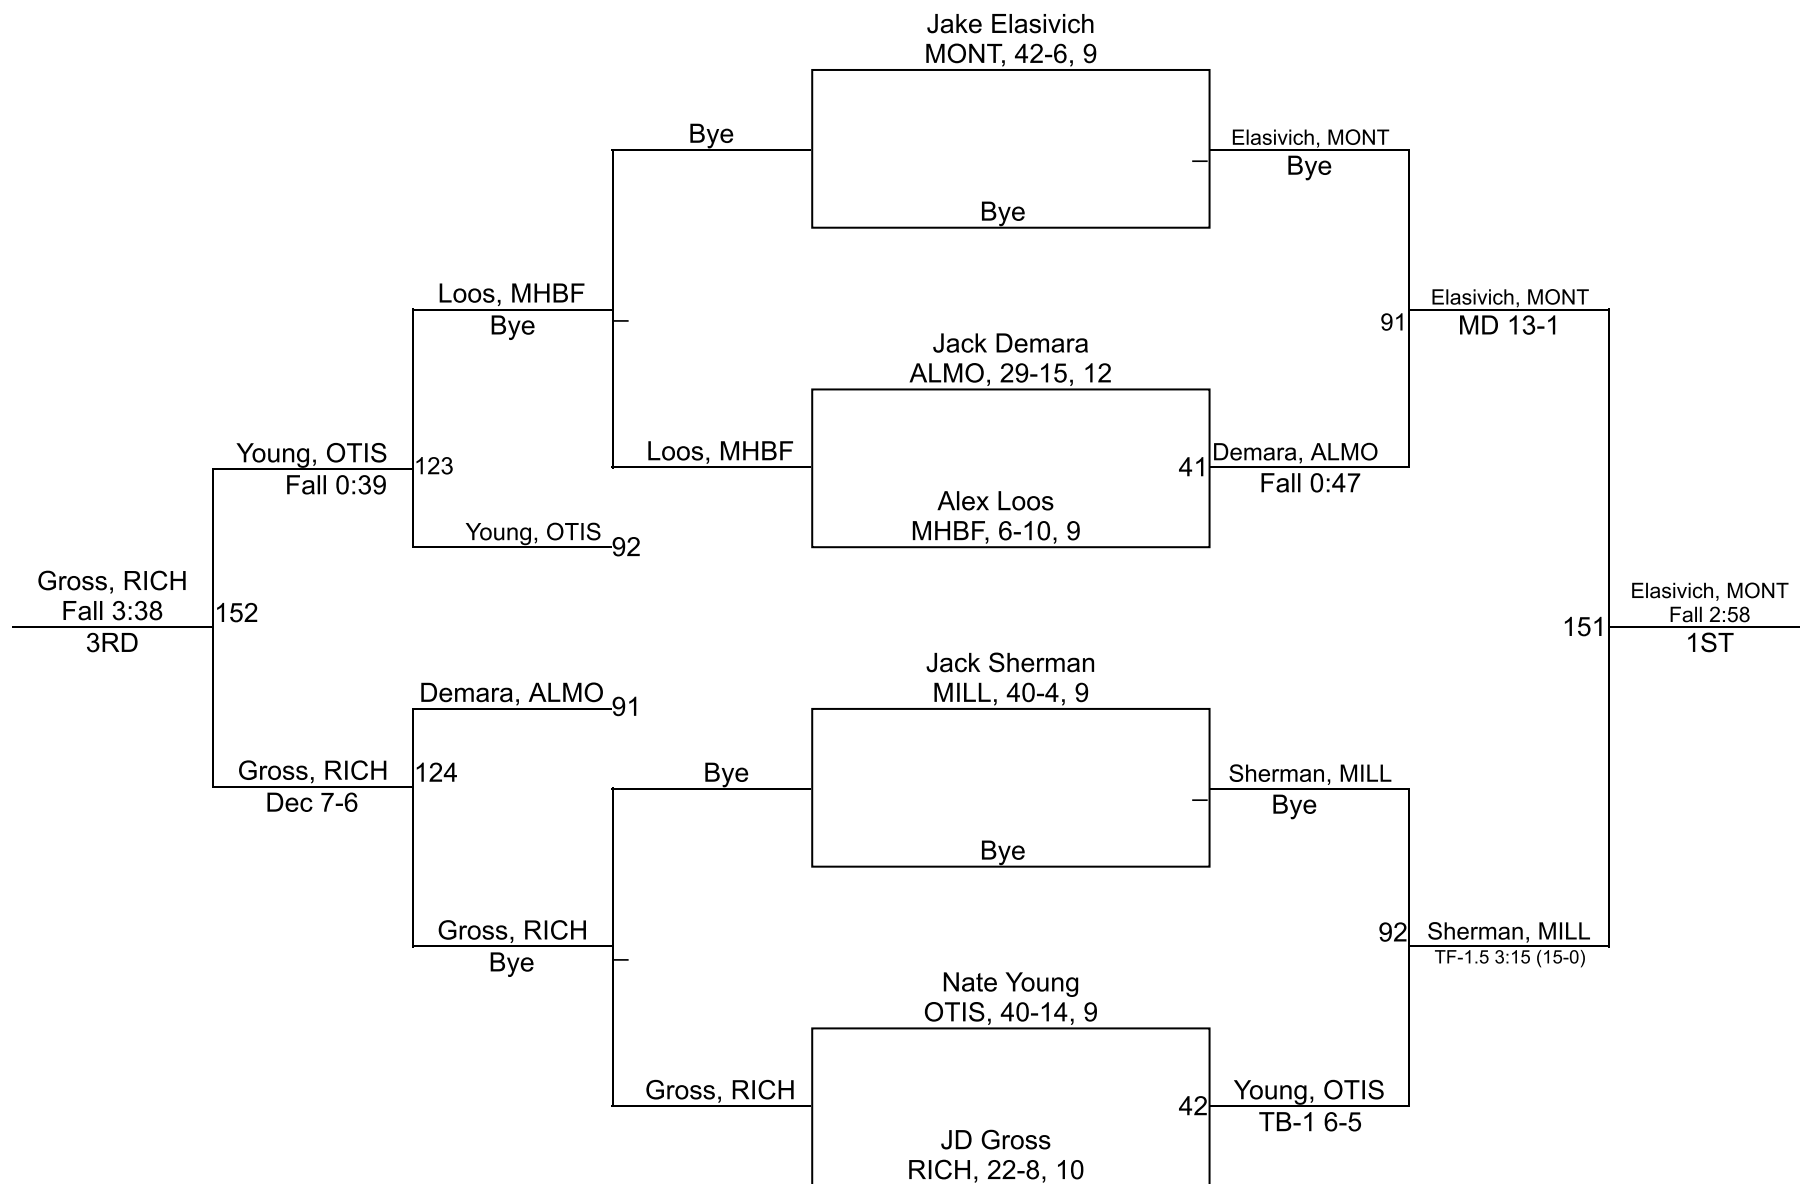 Jake Elasivich
MONT, 42-6, 9
Bye
Elasivich, MONT
Bye
Bye
Loos, MHBF
Bye
Elasivich, MONT
91
MD 13-1
Jack Demara
ALMO, 29-15, 12
Young, OTIS
Fall 0:39
123
Loos, MHBF
41
Demara, ALMO
Fall 0:47
Alex Loos
MHBF, 6-10, 9
Young, OTIS
92
Gross, RICH
Fall 3:38
3RD
152
Elasivich, MONT
Fall 2:58
151
1ST
Jack Sherman
MILL, 40-4, 9
Demara, ALMO
91
Gross, RICH
Dec 7-6
124
Bye
Sherman, MILL
Bye
Bye
Gross, RICH
Bye
92
Sherman, MILL
TF-1.5 3:15 (15-0)
Nate Young
OTIS, 40-14, 9
Gross, RICH
42
Young, OTIS
TB-1 6-5
JD Gross
RICH, 22-8, 10